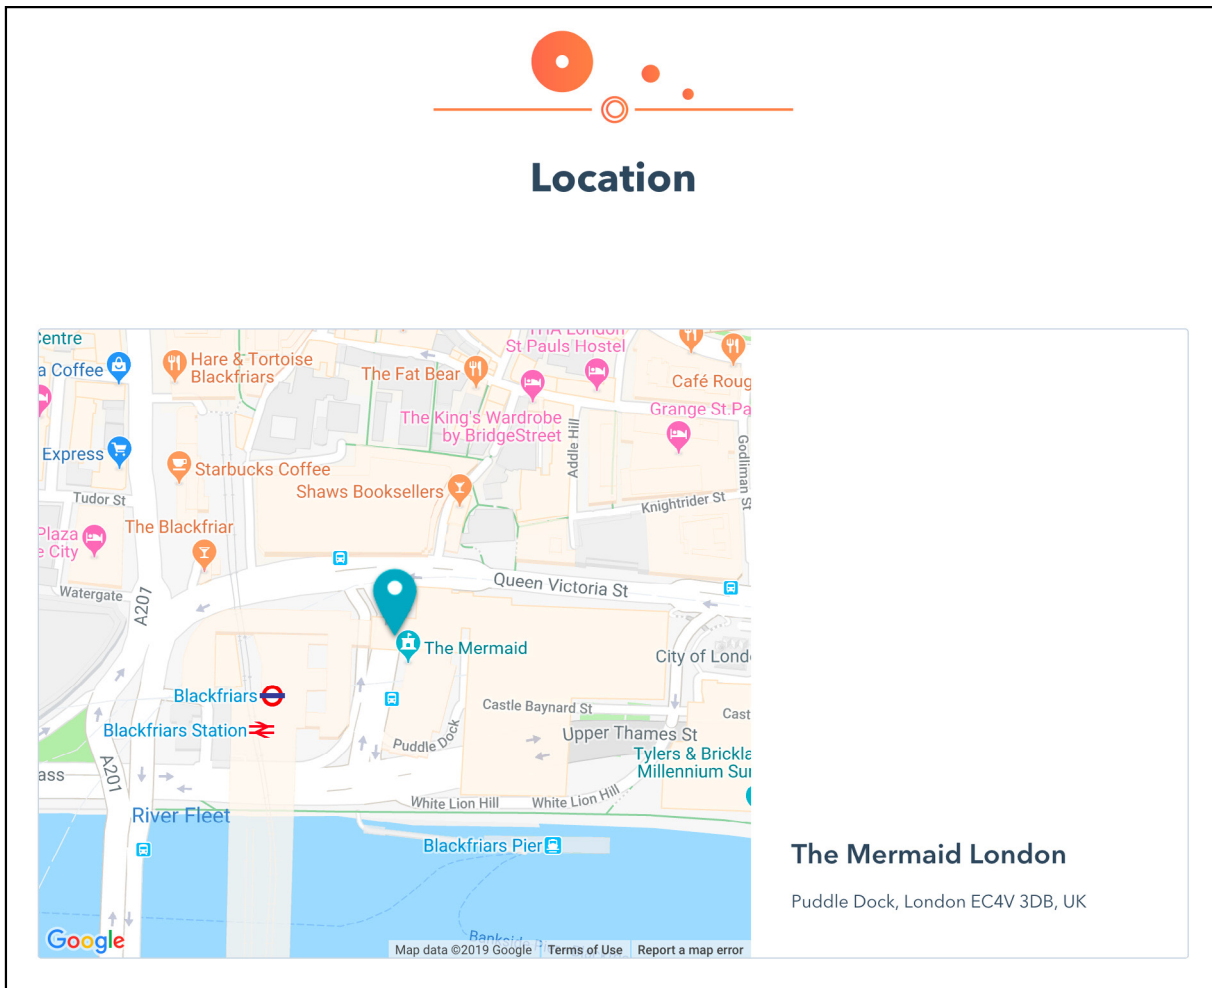 Location
Centre
THA London
St Pauls Hostel
a Coffee
Hare & Tortoise
Blackfriars
The Fat Bear
Café Roug
The King's Wardrobe
by BridgeStreet
Grange St.Pa
Addle Hill
Godliman St
Express
Starbucks Coffee
Shaws Booksellers
Tudor St
Knightrider St
Plaza
e City
The Blackfriar
Queen Victoria St
Watergate
A201
The Mermaid
City of Lond
Blackfriars
Blackfriars Station
Castle Baynard St
Cast
Puddle Dock
Upper Thames St
Tylers & Brickla
Millennium Su
ass
A201
White Lion Hill
White Lion Hill
River Fleet
Blackfriars Pier
The Mermaid London
Puddle Dock, London EC4V 3DB, UK
Google
Bankside
Map data ©2019 Google
Terms of Use
Report a map error